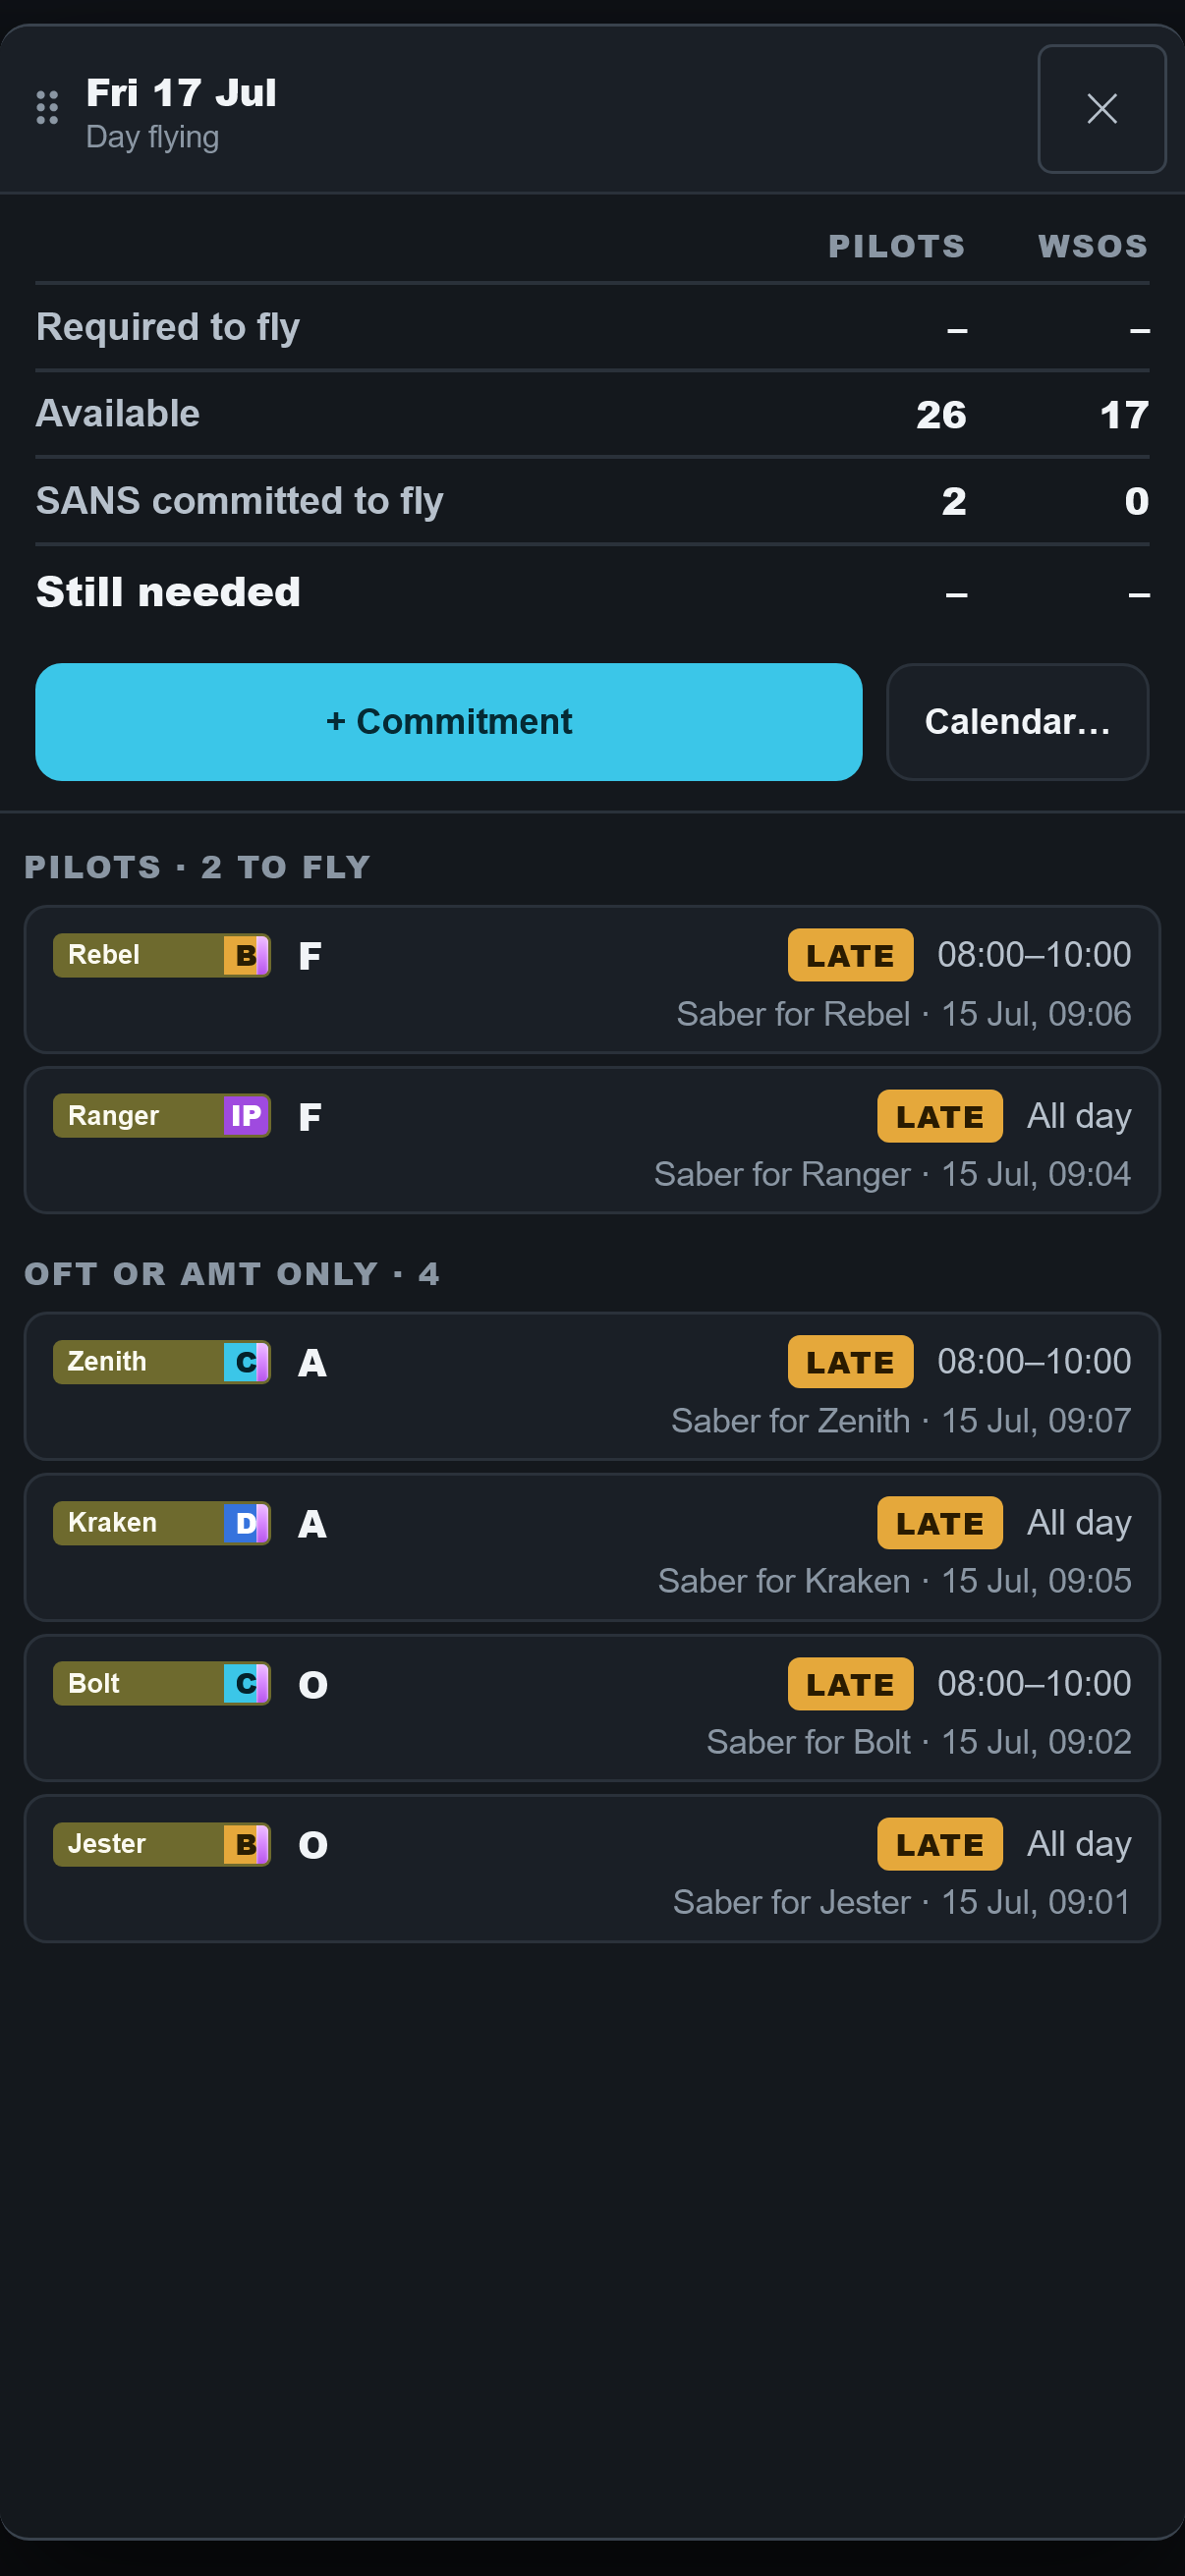 Fri 17 Jul
Day flying
PILOTS WSOS
Required to fly – –
Available 26 17
SANS committed to fly 2 0
Still needed – –
+ Commitment Calendar…
PILOTS · 2 TO FLY
Rebel B F LATE 08:00–10:00
Saber for Rebel · 15 Jul, 09:06
Ranger IP F LATE All day
Saber for Ranger · 15 Jul, 09:04
OFT OR AMT ONLY · 4
Zenith C A LATE 08:00–10:00
Saber for Zenith · 15 Jul, 09:07
Kraken D A LATE All day
Saber for Kraken · 15 Jul, 09:05
Bolt C O LATE 08:00–10:00
Saber for Bolt · 15 Jul, 09:02
Jester B O LATE All day
Saber for Jester · 15 Jul, 09:01